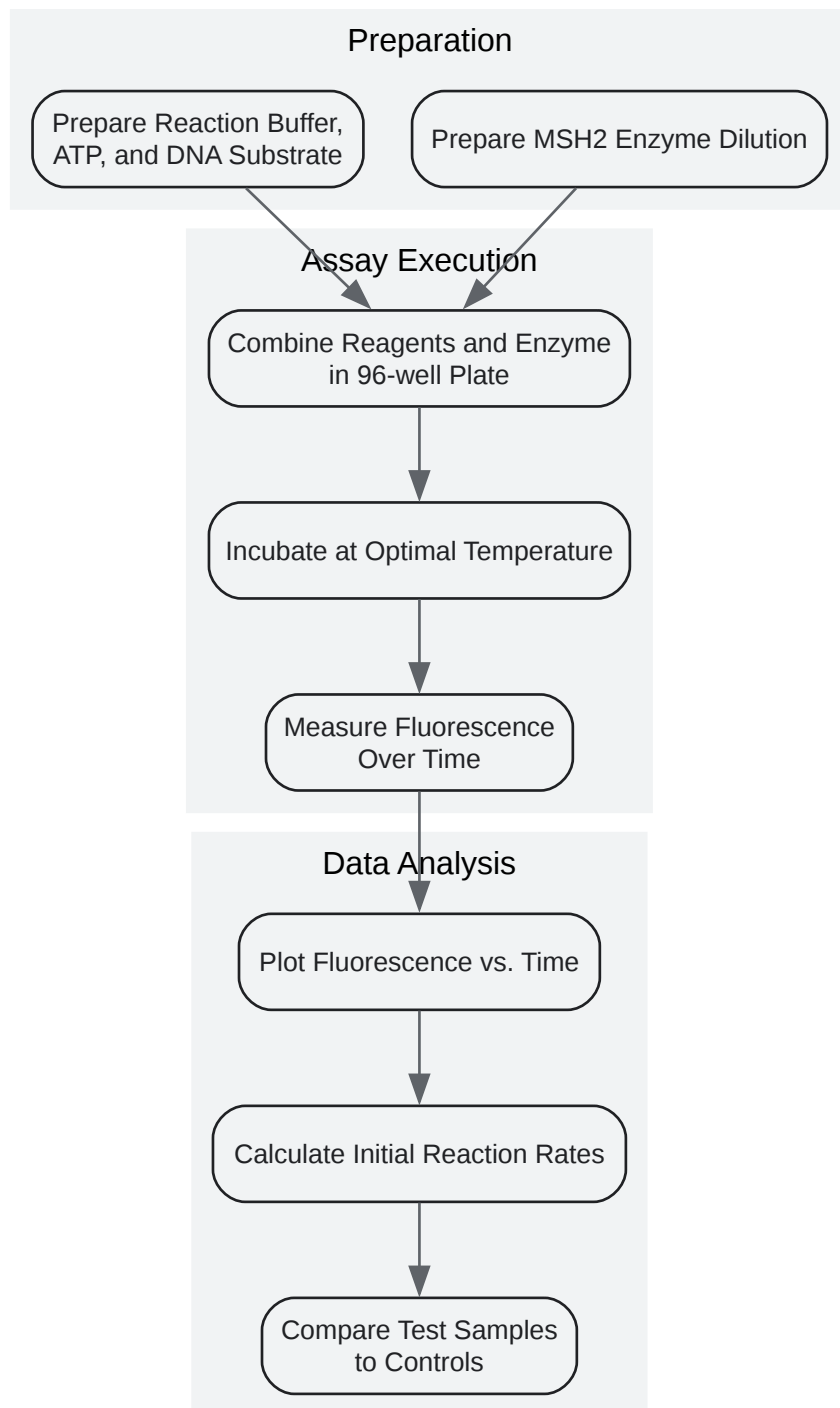 Preparation
Prepare Reaction Buffer,
ATP, and DNA Substrate
Prepare MSH2 Enzyme Dilution
Assay Execution
Combine Reagents and Enzyme
in 96-well Plate
Incubate at Optimal Temperature
Measure Fluorescence
Over Time
Data Analysis
Plot Fluorescence vs. Time
Calculate Initial Reaction Rates
Compare Test Samples
to Controls